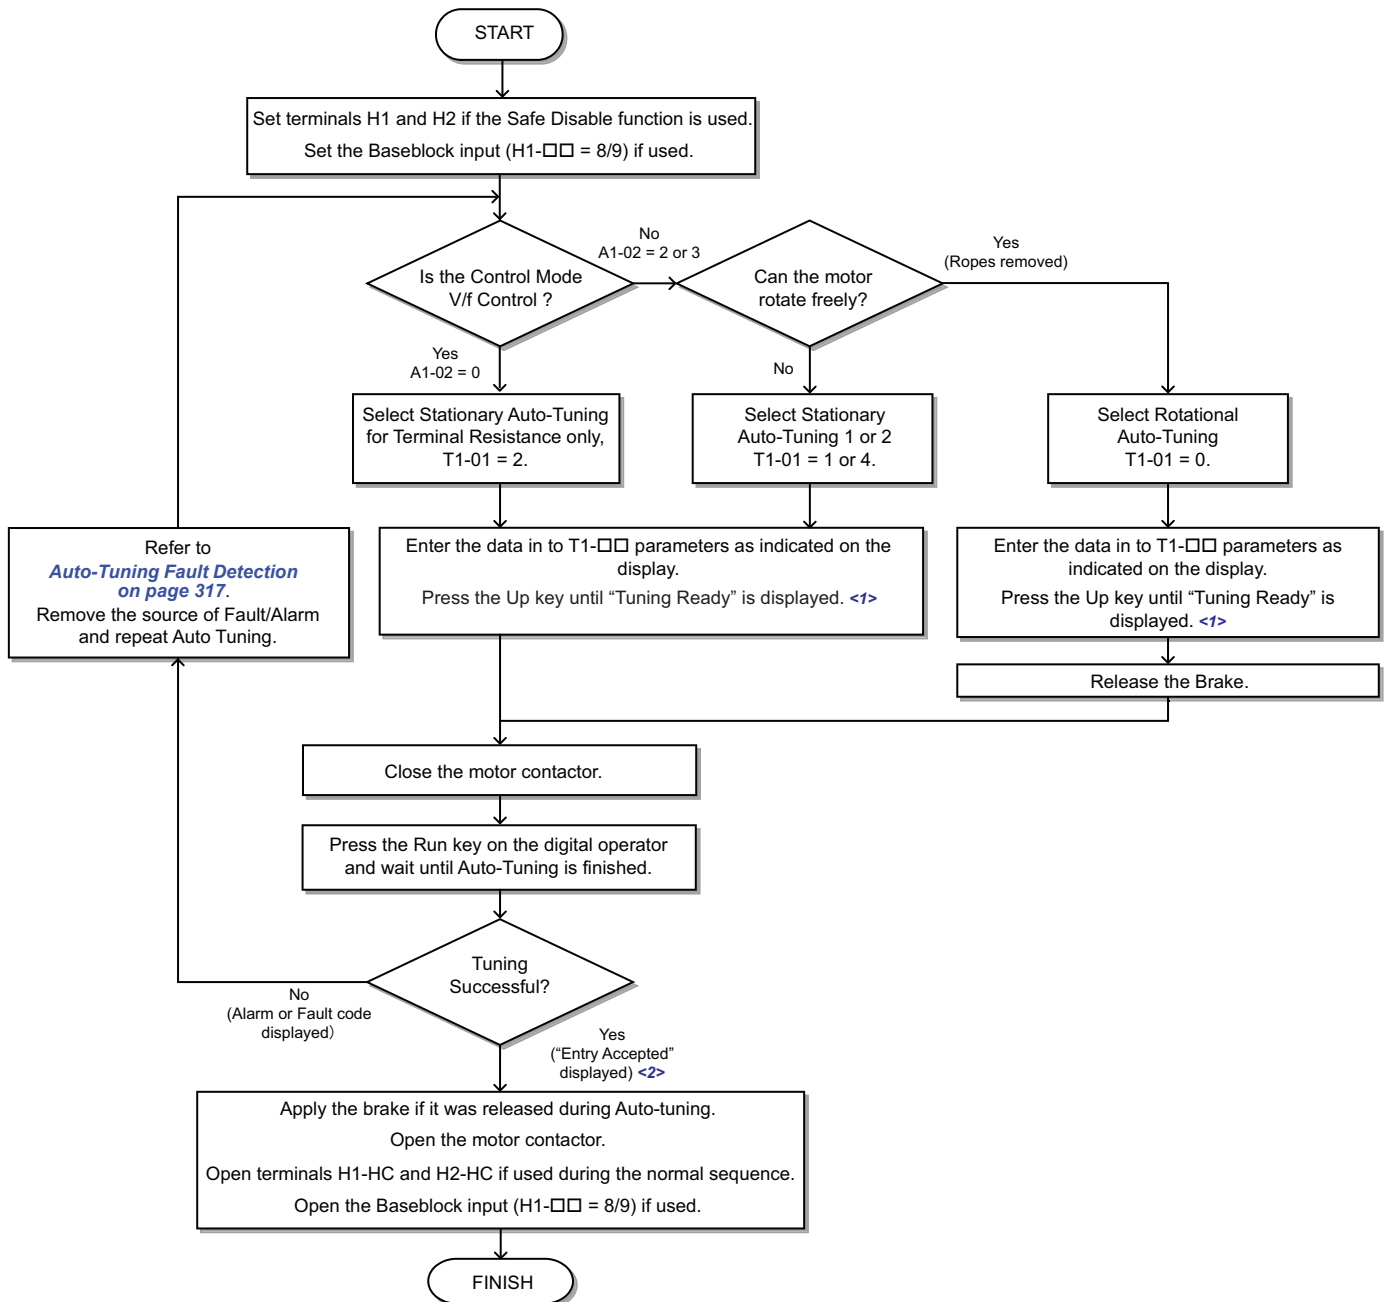 START
Set terminals H1 and H2 if the Safe Disable function is used.
Set the Baseblock input (H1-□□ = 8/9) if used.
Is the Control Mode
V/f Control ?
No
A1-02 = 2 or 3
Can the motor
rotate freely?
Yes
(Ropes removed)
Yes
A1-02 = 0
No
Select Stationary Auto-Tuning
for Terminal Resistance only,
T1-01 = 2.
Select Stationary
Auto-Tuning 1 or 2
T1-01 = 1 or 4.
Select Rotational
Auto-Tuning
T1-01 = 0.
Refer to
Auto-Tuning Fault Detection
on page 317.
Remove the source of Fault/Alarm
and repeat Auto Tuning.
Enter the data in to T1-□□ parameters as indicated on the
display.
Press the Up key until “Tuning Ready” is displayed. <1>
Enter the data in to T1-□□ parameters as
indicated on the display.
Press the Up key until “Tuning Ready” is
displayed. <1>
Release the Brake.
Close the motor contactor.
Press the Run key on the digital operator
and wait until Auto-Tuning is finished.
Tuning
Successful?
No
(Alarm or Fault code
displayed)
Yes
(“Entry Accepted”
displayed) <2>
Apply the brake if it was released during Auto-tuning.
Open the motor contactor.
Open terminals H1-HC and H2-HC if used during the normal sequence.
Open the Baseblock input (H1-□□ = 8/9) if used.
FINISH